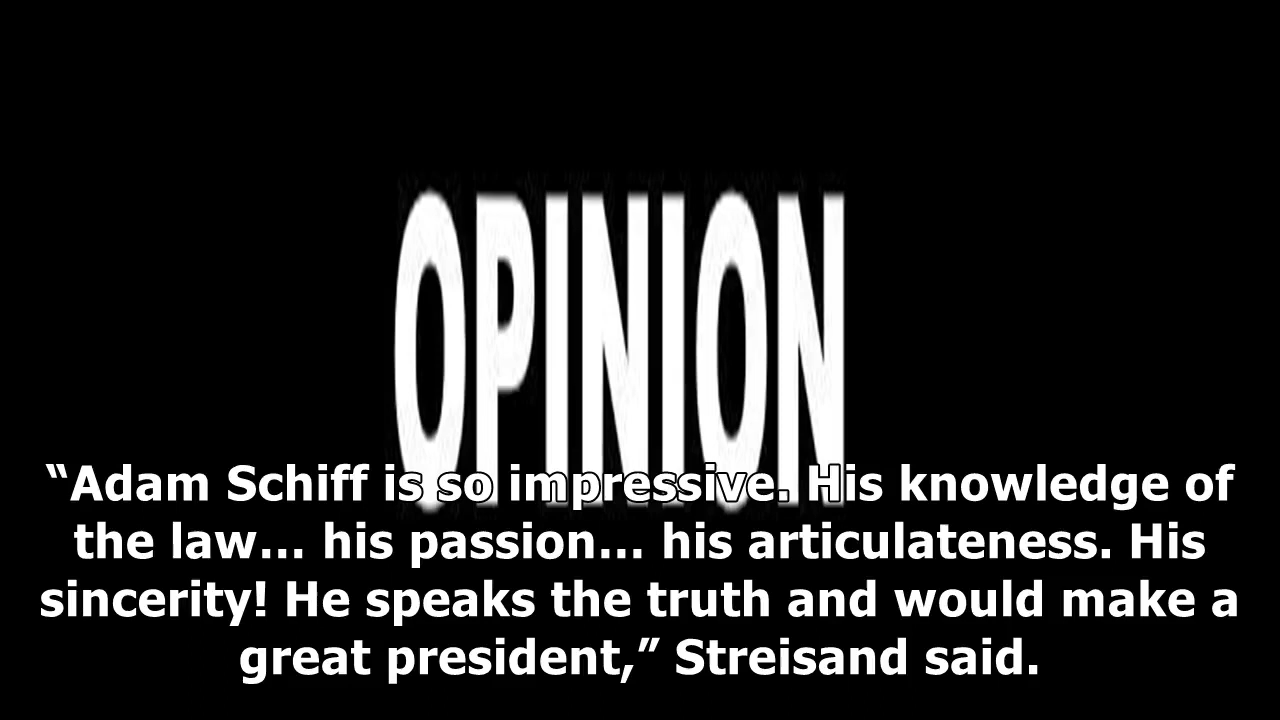 OPINION
“Adam Schiff is so impressive. His knowledge of
the law... his passion... his articulateness. His
sincerity! He speaks the truth and would make a
great president,” Streisand said.